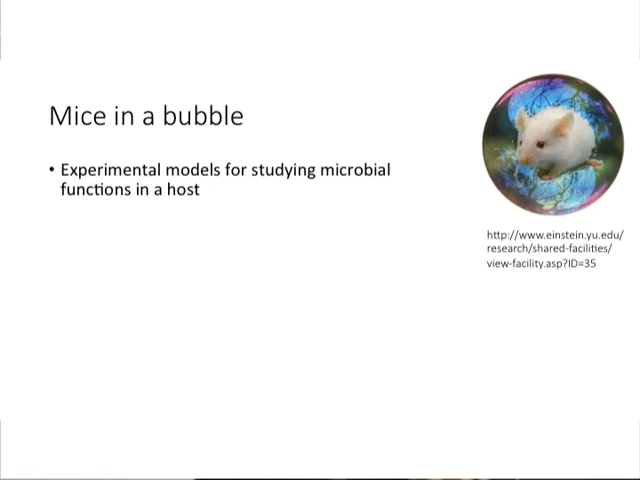 Mice in a bubble
• Experimental models for studying microbial
functions in a host
http://www.einstein.yu.edu/
research/shared-facilities/
view-facility.asp?ID=35